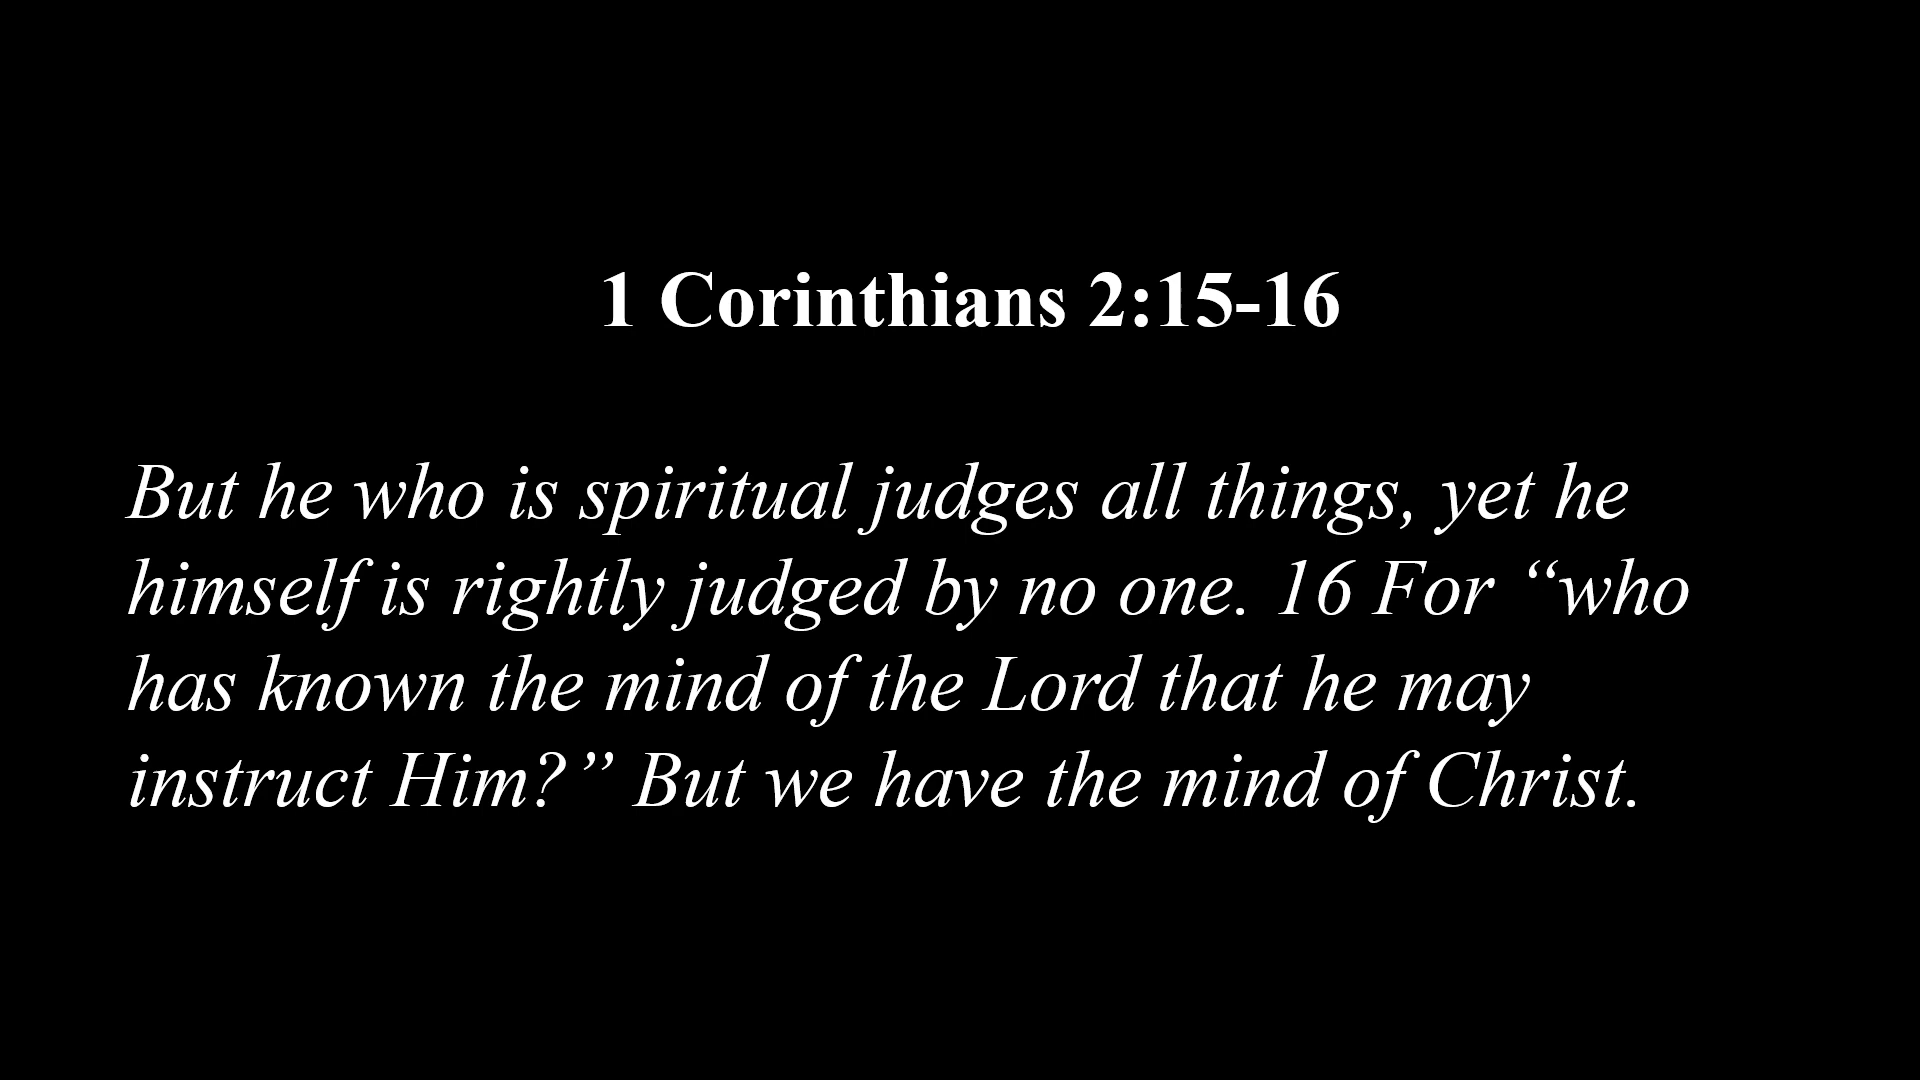 1 Corinthians 2:15-16
But he who is spiritual judges all things, yet he
himself is rightly judged by no one. 16 For “who
has known the mind of the Lord that he may
instruct Him?” But we have the mind of Christ.